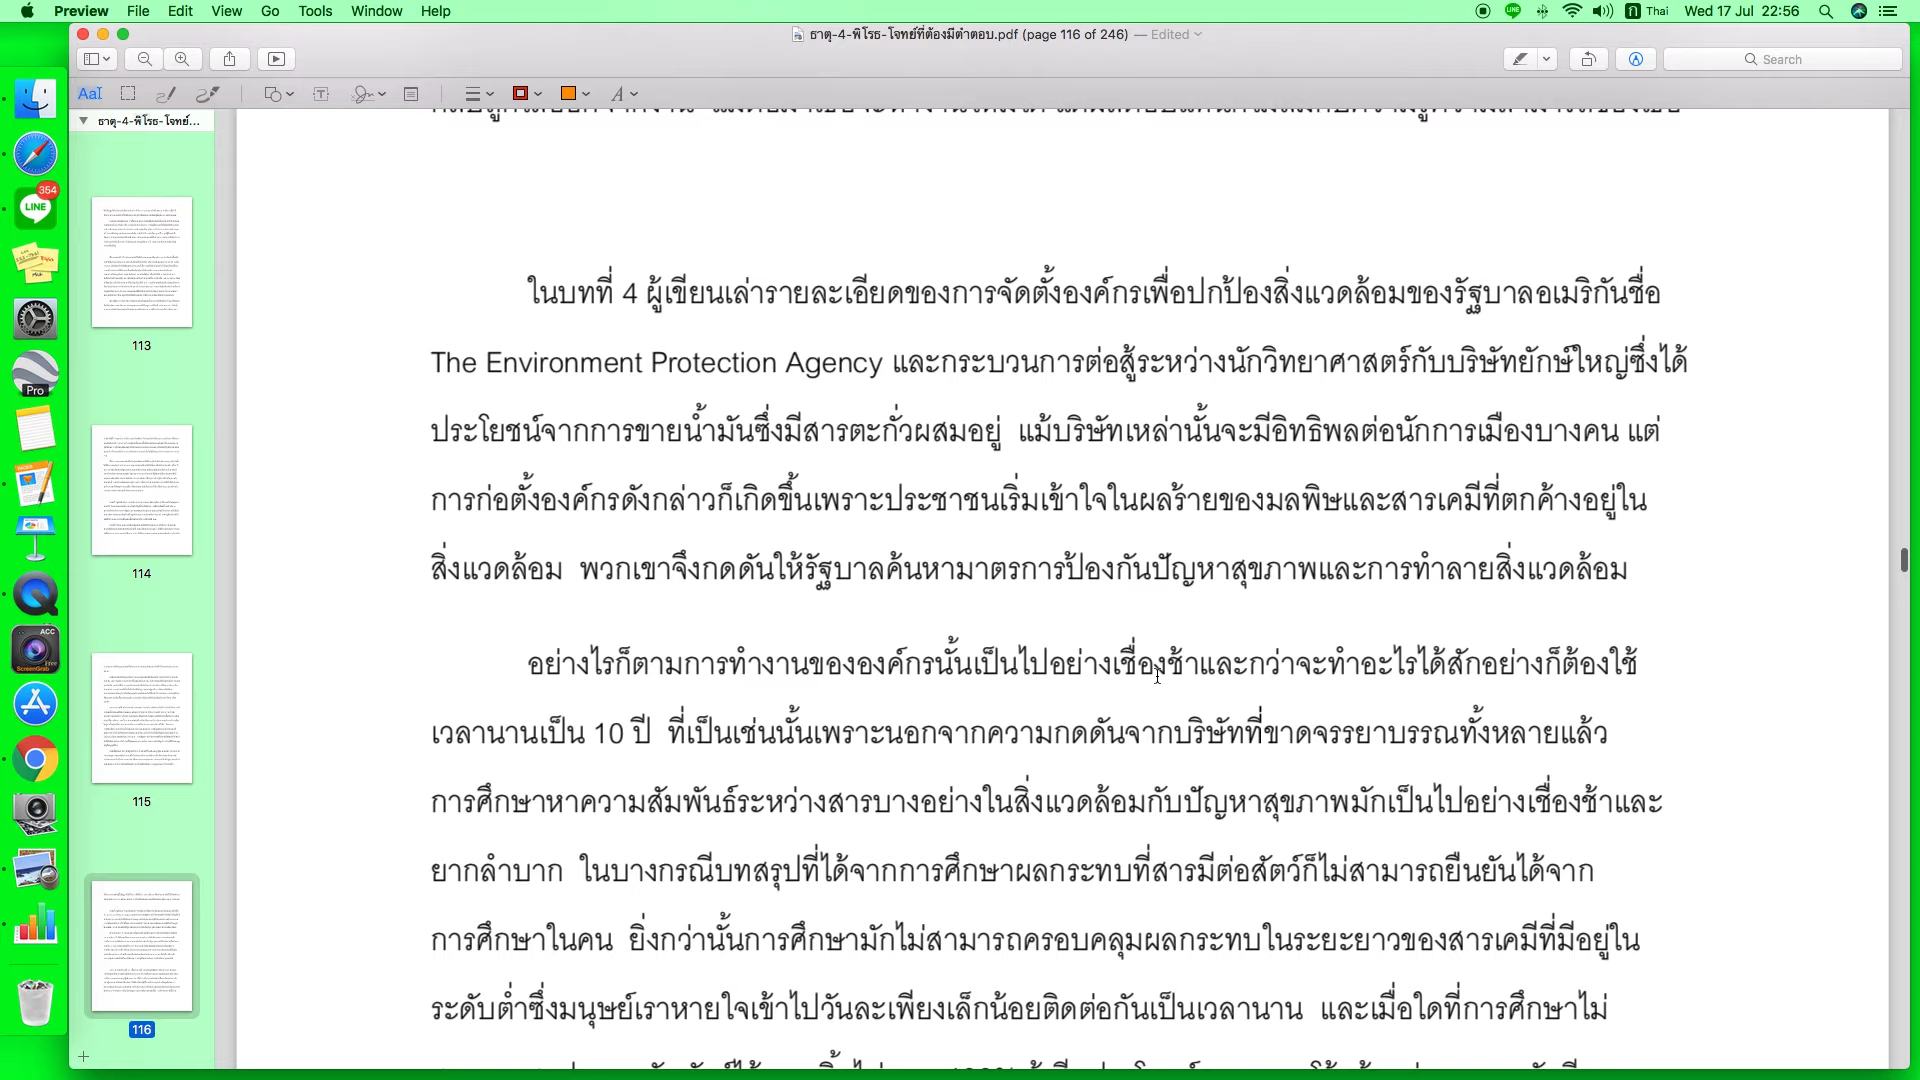 Preview File Edit View Go Tools Window Help
Thai Wed 17 Jul 22:56
ธาตุ-4-พิโรธ-โจทย์ที่ต้องมีคำตอบ.pdf (page 116 of 246) — Edited
Search
AaI
ธาตุ-4-พิโรธ-โจทย์...
354
LINE
Pro
ACC
ScreenGrab
Free
113
114
115
116
ในบทที่ 4 ผู้เขียนเล่ารายละเอียดของการจัดตั้งองค์กรเพื่อปกป้องสิ่งแวดล้อมของรัฐบาลอเมริกันชื่อ
The Environment Protection Agency และกระบวนการต่อสู้ระหว่างนักวิทยาศาสตร์กับบริษัทยักษ์ใหญ่ซึ่งได้
ประโยชน์จากการขายน้ำมันซึ่งมีสารตะกั่วผสมอยู่ แม้บริษัทเหล่านั้นจะมีอิทธิพลต่อนักการเมืองบางคน แต่
การก่อตั้งองค์กรดังกล่าวก็เกิดขึ้นเพราะประชาชนเริ่มเข้าใจในผลร้ายของมลพิษและสารเคมีที่ตกค้างอยู่ใน
สิ่งแวดล้อม พวกเขาจึงกดดันให้รัฐบาลค้นหามาตรการป้องกันปัญหาสุขภาพและการทำลายสิ่งแวดล้อม
อย่างไรก็ตามการทำงานขององค์กรนั้นเป็นไปอย่างเชื่องช้าและกว่าจะทำอะไรได้สักอย่างก็ต้องใช้
เวลานานเป็น 10 ปี ที่เป็นเช่นนั้นเพราะนอกจากความกดดันจากบริษัทที่ขาดจรรยาบรรณทั้งหลายแล้ว
การศึกษาหาความสัมพันธ์ระหว่างสารบางอย่างในสิ่งแวดล้อมกับปัญหาสุขภาพมักเป็นไปอย่างเชื่องช้าและ
ยากลำบาก ในบางกรณีบทสรุปที่ได้จากการศึกษาผลกระทบที่สารมีต่อสัตว์ก็ไม่สามารถยืนยันได้จาก
การศึกษาในคน ยิ่งกว่านั้นการศึกษามักไม่สามารถครอบคลุมผลกระทบในระยะยาวของสารเคมีที่มีอยู่ใน
ระดับต่ำซึ่งมนุษย์เราหายใจเข้าไปวันละเพียงเล็กน้อยติดต่อกันเป็นเวลานาน และเมื่อใดที่การศึกษาไม่